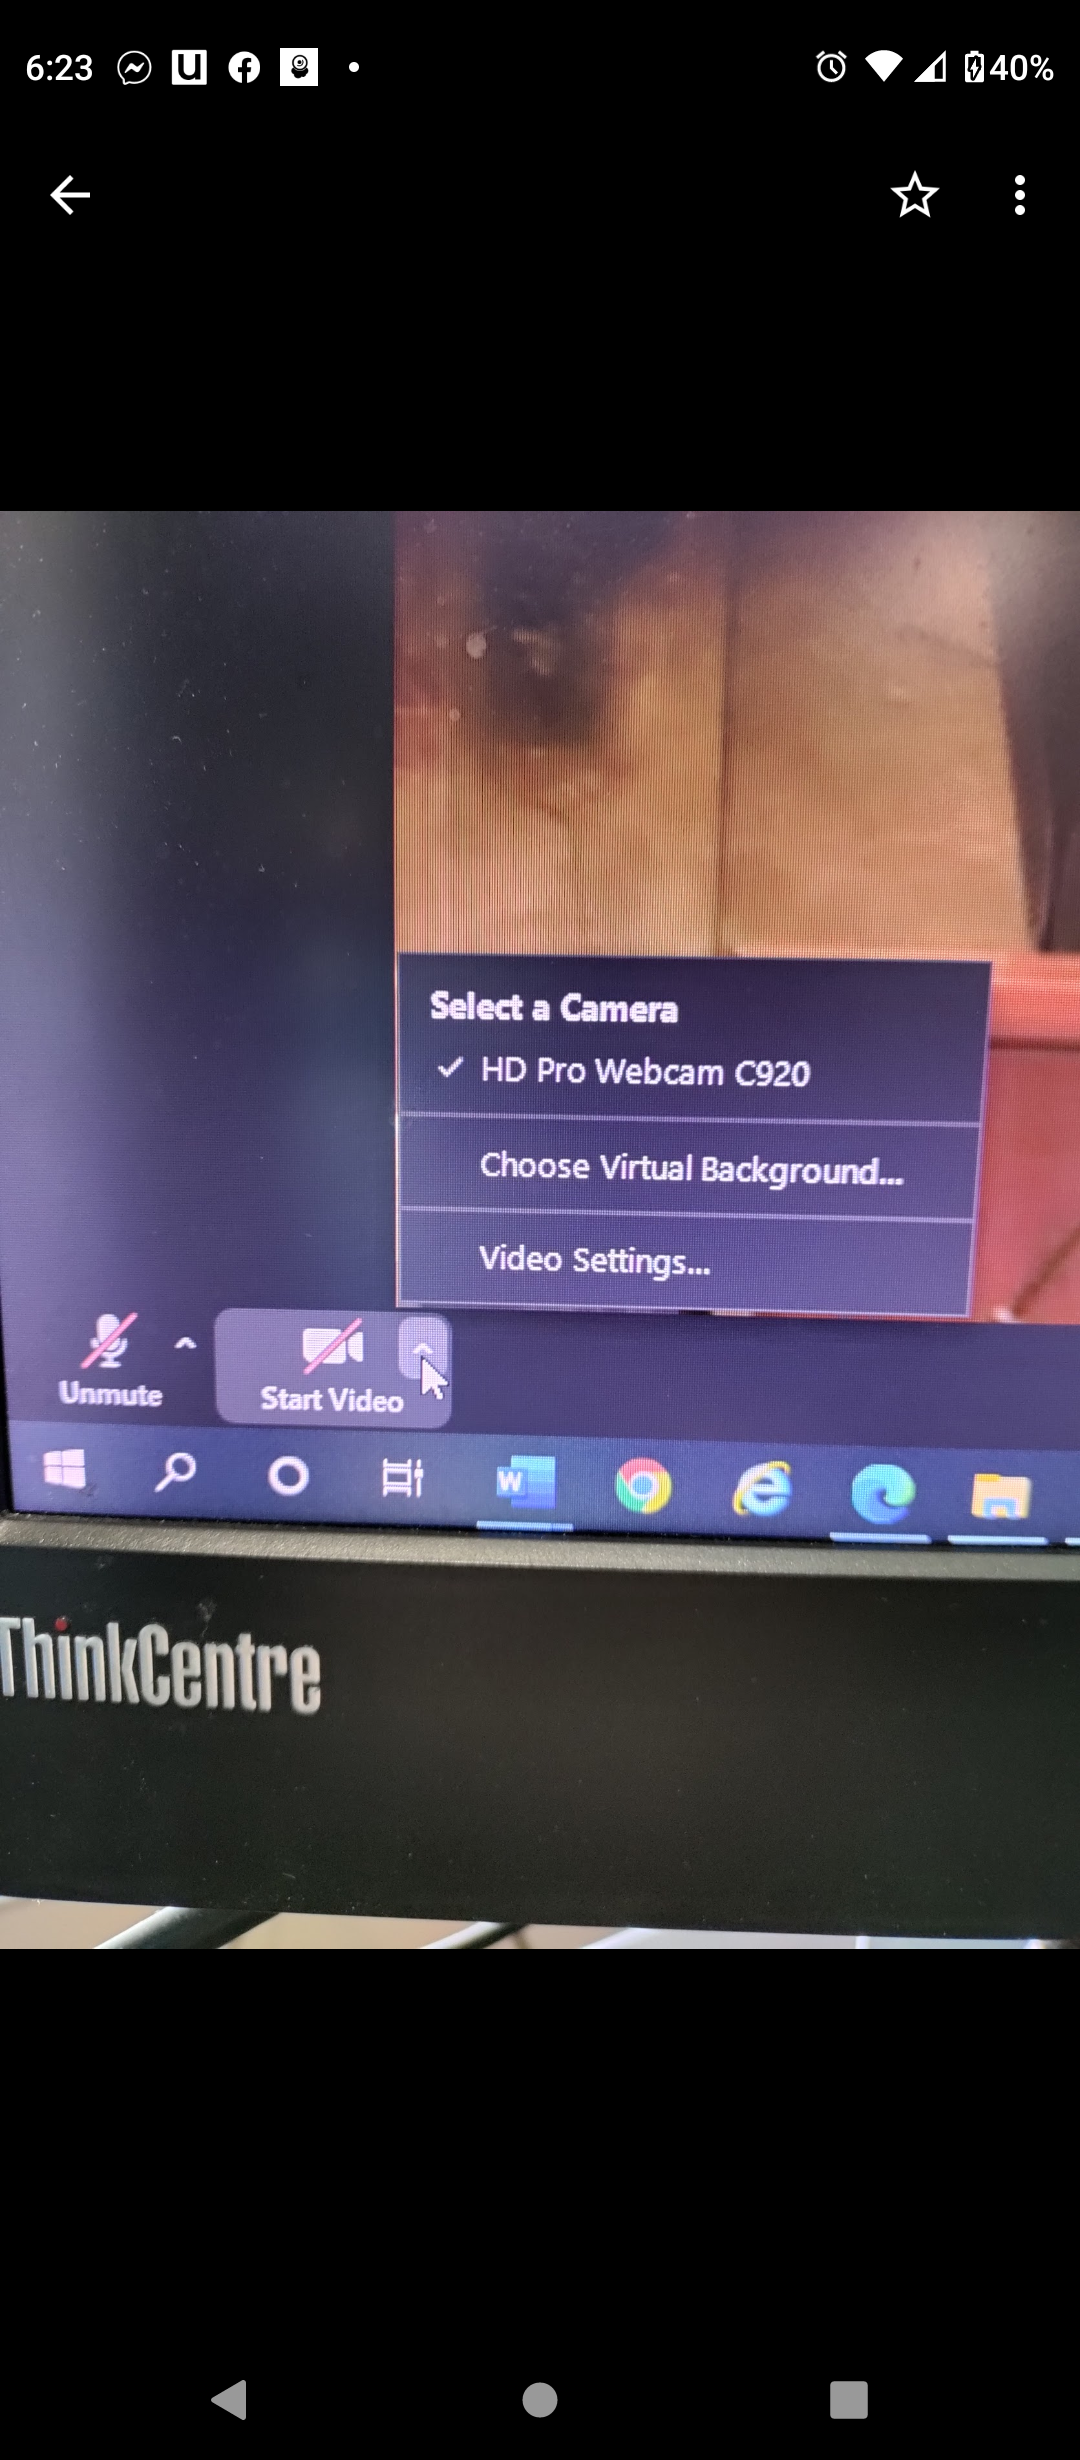 6:23
40%
Select a Camera
HD Pro Webcam C920
Choose Virtual Background...
Video Settings...
Unmute
Start Video
W
ThinkCentre